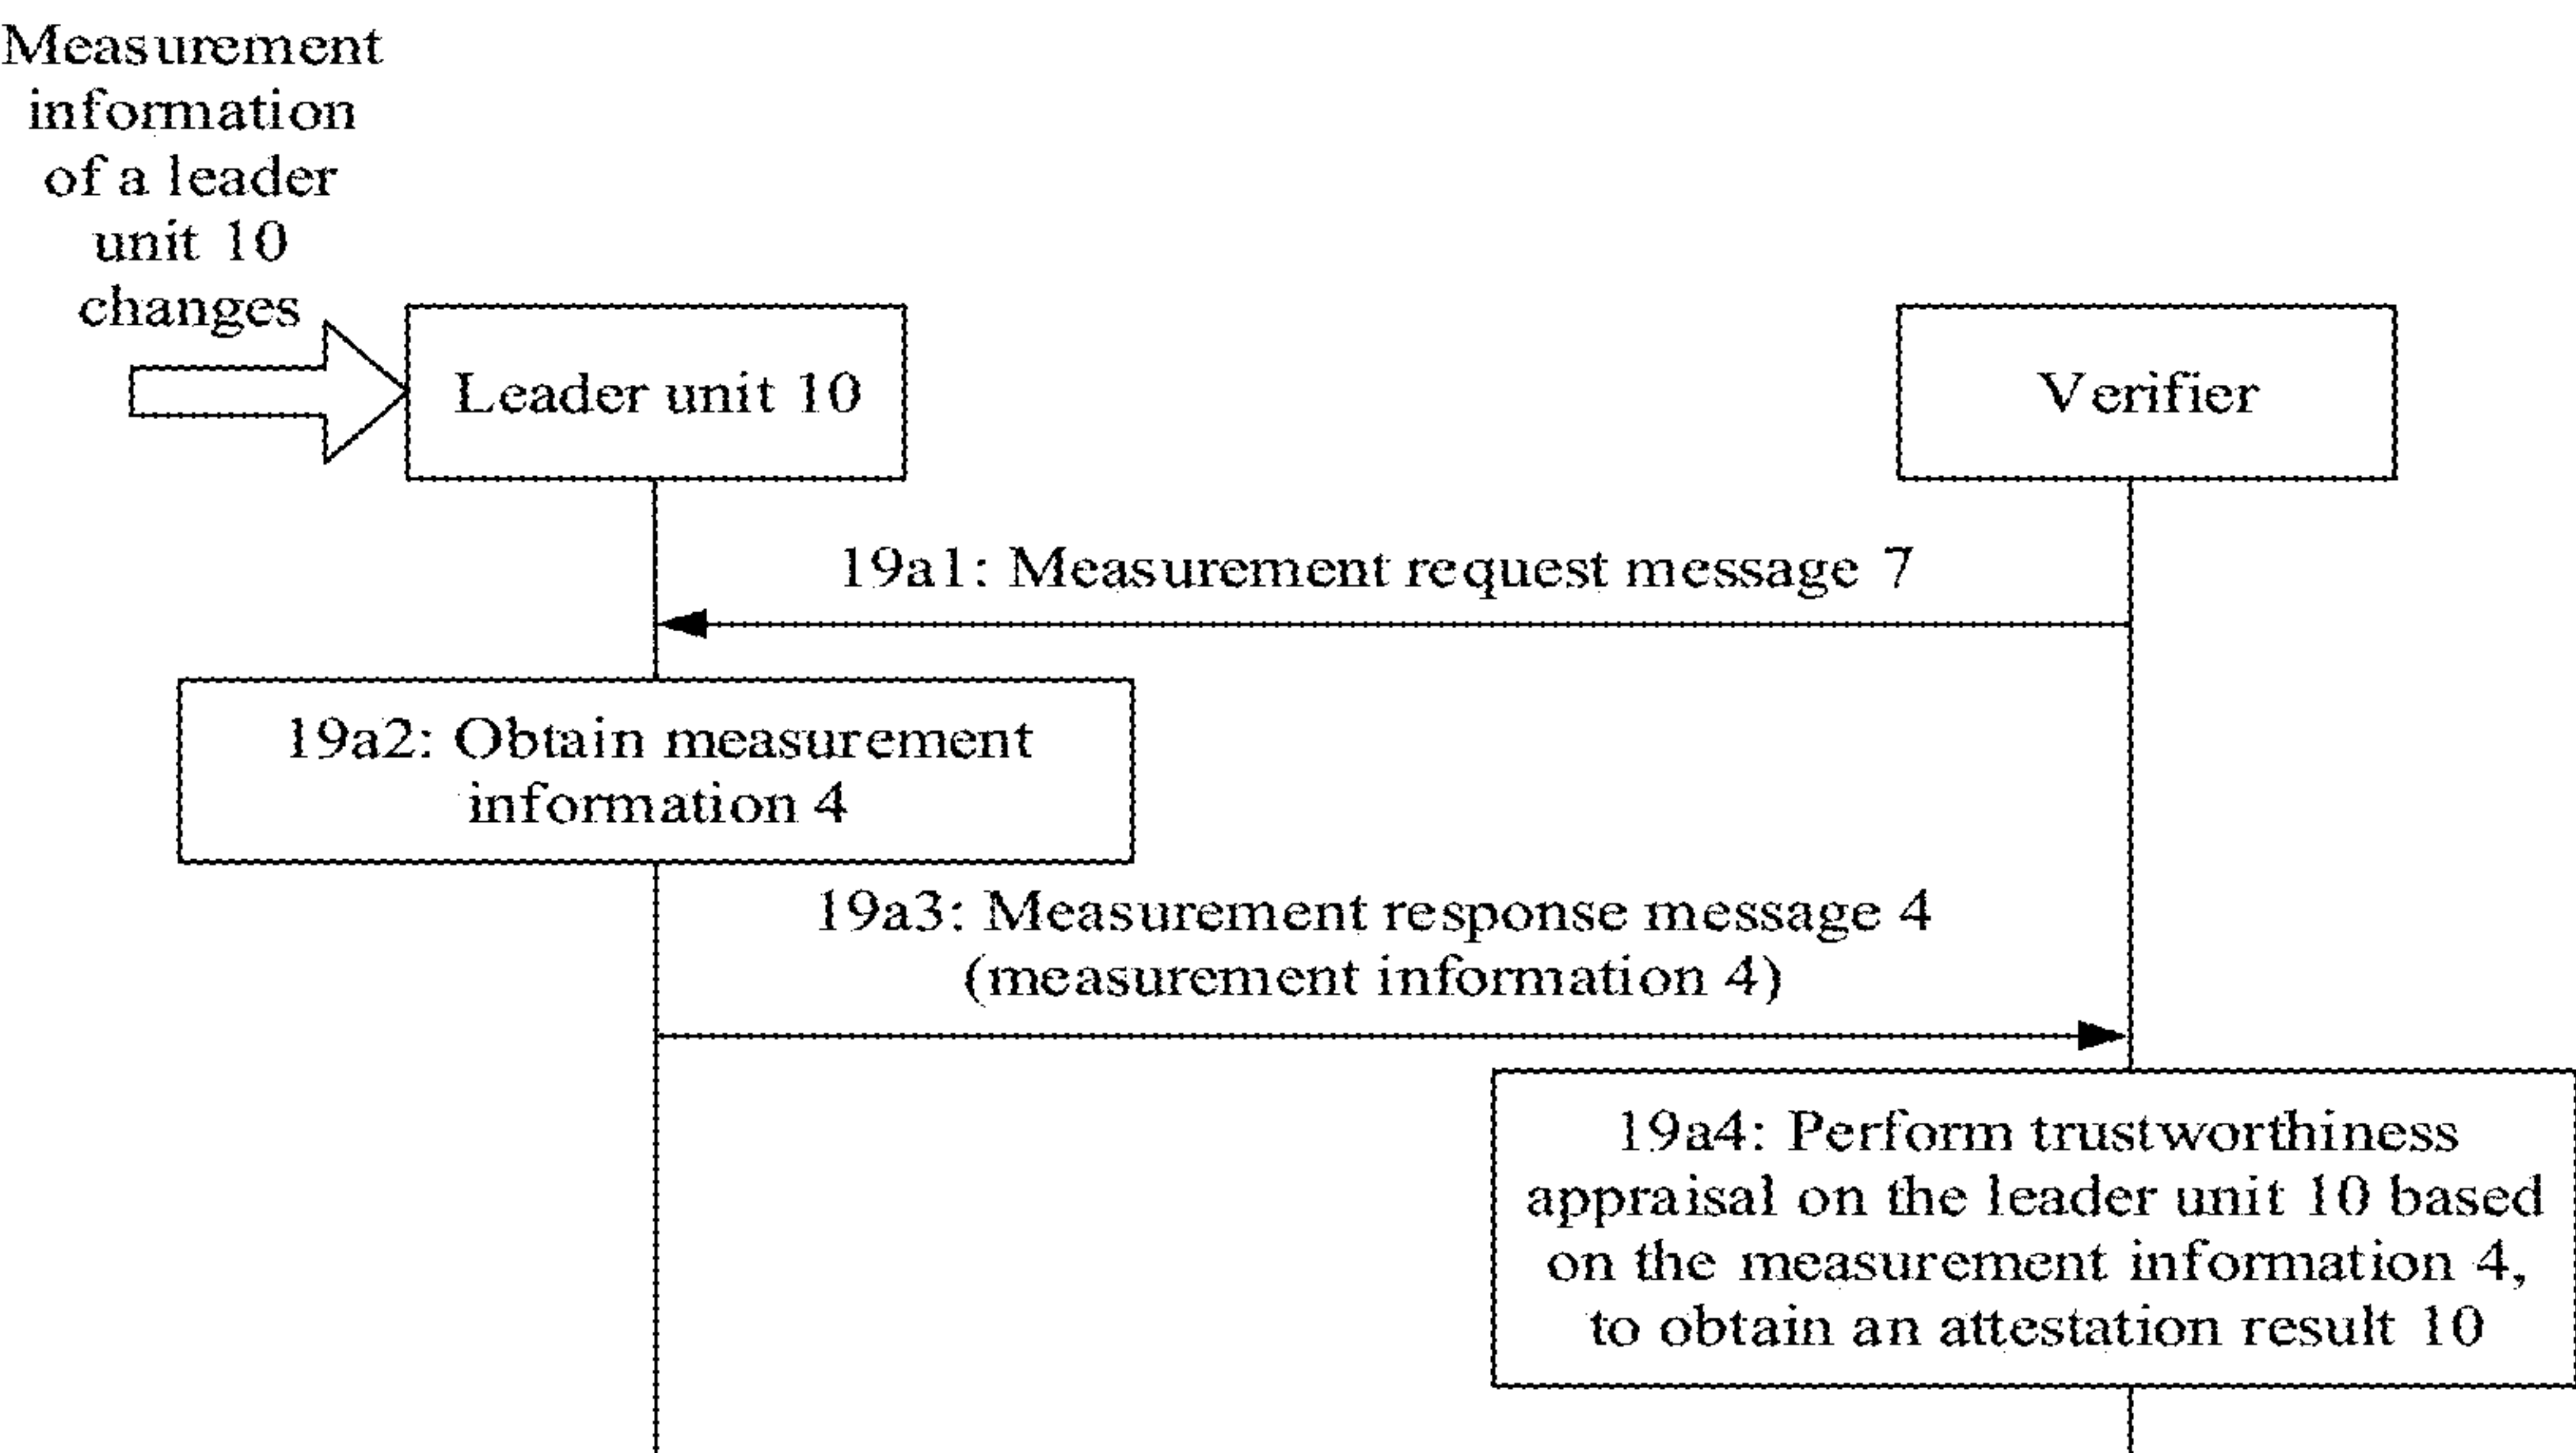 Measurement
information
of a leader
unit 10
changes
Leader unit 10
Verifier
19a1: Measurement request message 7
19a2: Obtain measurement
information 4
19a3: Measurement response message 4
(measurement information 4)
19a4: Perform trustworthiness
appraisal on the leader unit 10 based
on the measurement information 4,
to obtain an attestation result 10